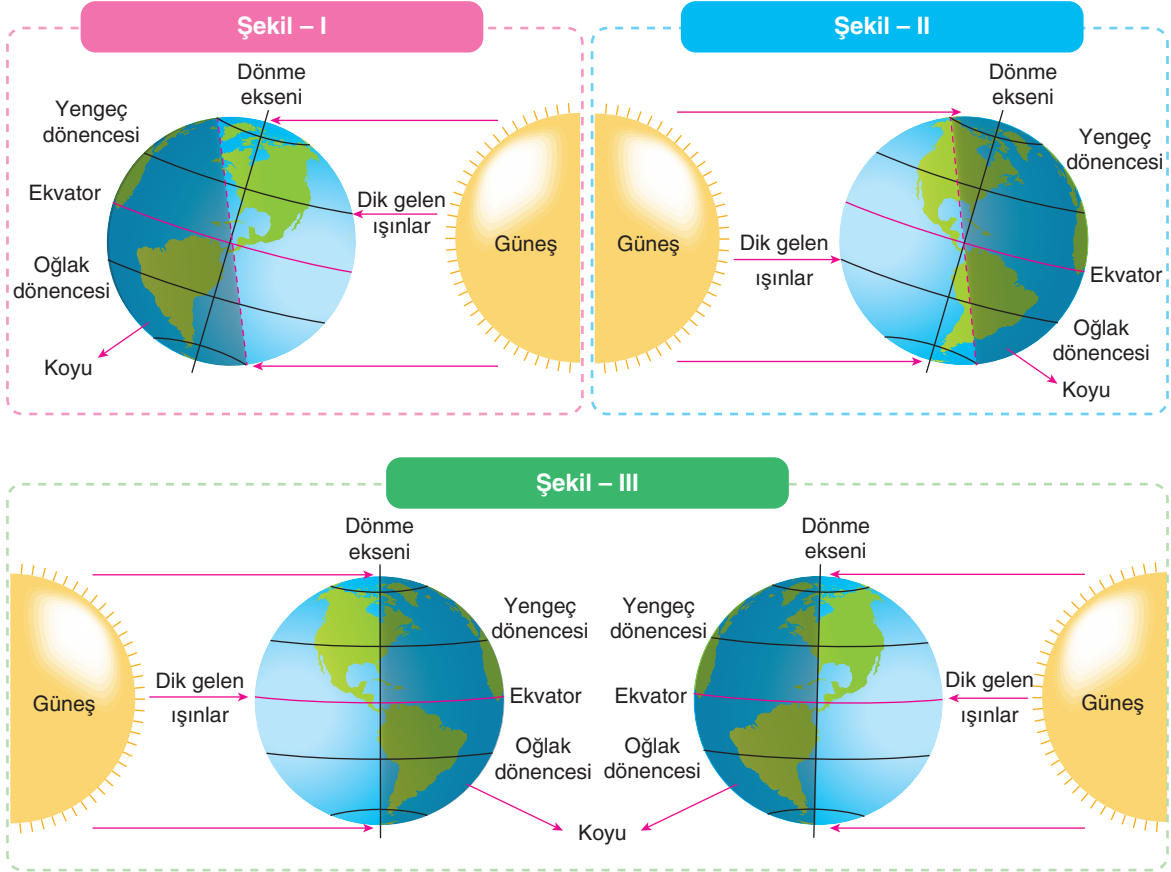 Şekil – I
Dönme
ekseni
Yengeç
dönencesi
Ekvator
Dik gelen
ışınlar
Güneş
Oğlak
dönencesi
Koyu
Şekil – II
Dönme
ekseni
Yengeç
dönencesi
Güneş
Dik gelen
ışınlar
Ekvator
Oğlak
dönencesi
Koyu
Şekil – III
Dönme
ekseni
Yengeç
dönencesi
Güneş
Dik gelen
ışınlar
Ekvator
Oğlak
dönencesi
Koyu
Dönme
ekseni
Yengeç
dönencesi
Ekvator
Dik gelen
ışınlar
Güneş
Oğlak
dönencesi